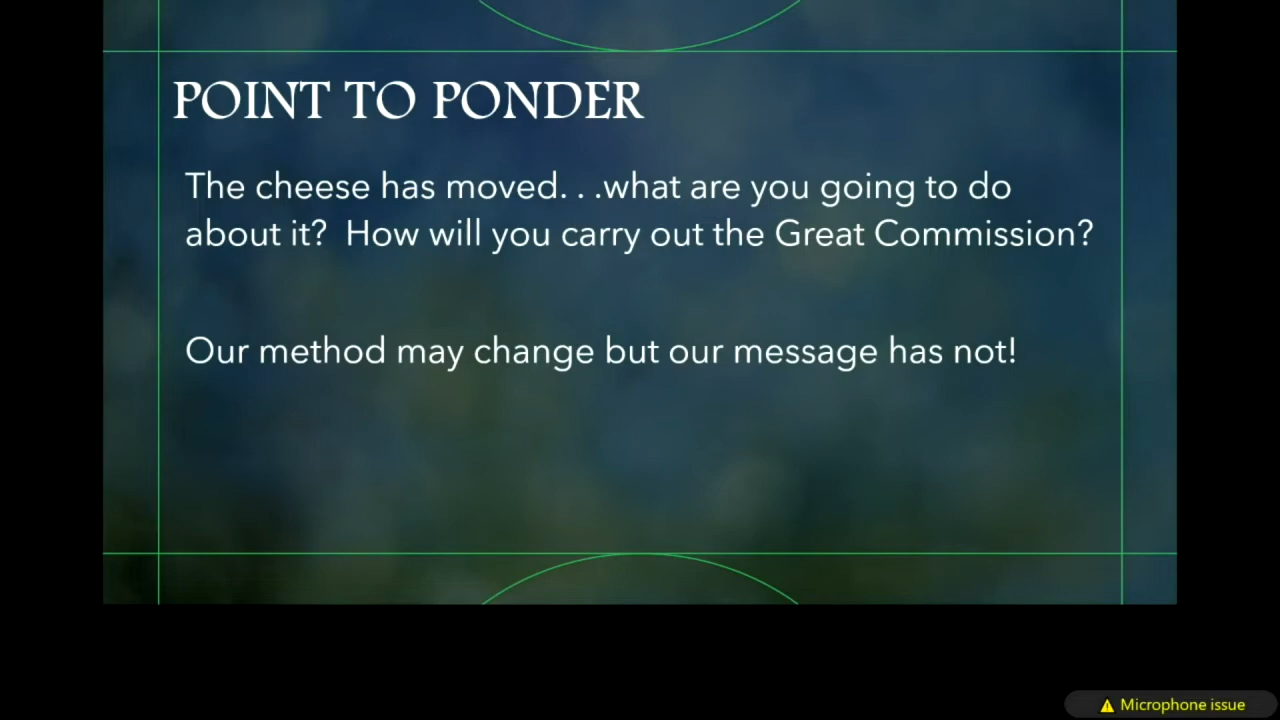 POINT TO PONDER
The cheese has moved. . .what are you going to do
about it?  How will you carry out the Great Commission?
Our method may change but our message has not!
Microphone issue